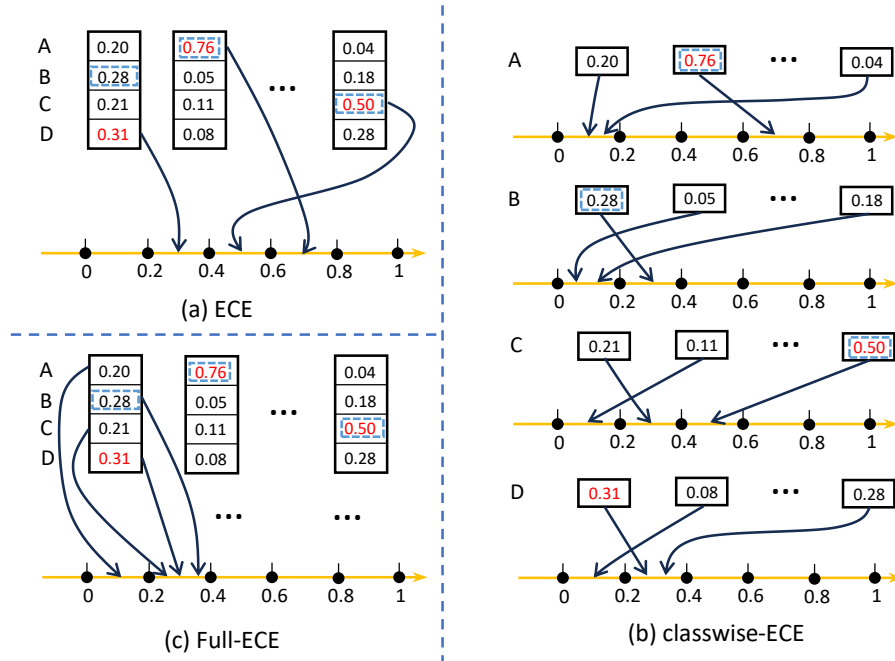 A 0.20 0.76 0.04
B 0.28 0.05 ... 0.18
C 0.21 0.11 0.50
D 0.31 0.08 0.28
0 0.2 0.4 0.6 0.8 1
(a) ECE
A 0.20 0.76 0.04
B 0.28 0.05 0.18
C 0.21 0.11 ... 0.50
D 0.31 0.08 0.28
... ...
0 0.2 0.4 0.6 0.8 1
(c) Full-ECE
A 0.20 0.76 ... 0.04
0 0.2 0.4 0.6 0.8 1
B 0.28 0.05 ... 0.18
0 0.2 0.4 0.6 0.8 1
C 0.21 0.11 ... 0.50
0 0.2 0.4 0.6 0.8 1
D 0.31 0.08 ... 0.28
0 0.2 0.4 0.6 0.8 1
(b) classwise-ECE